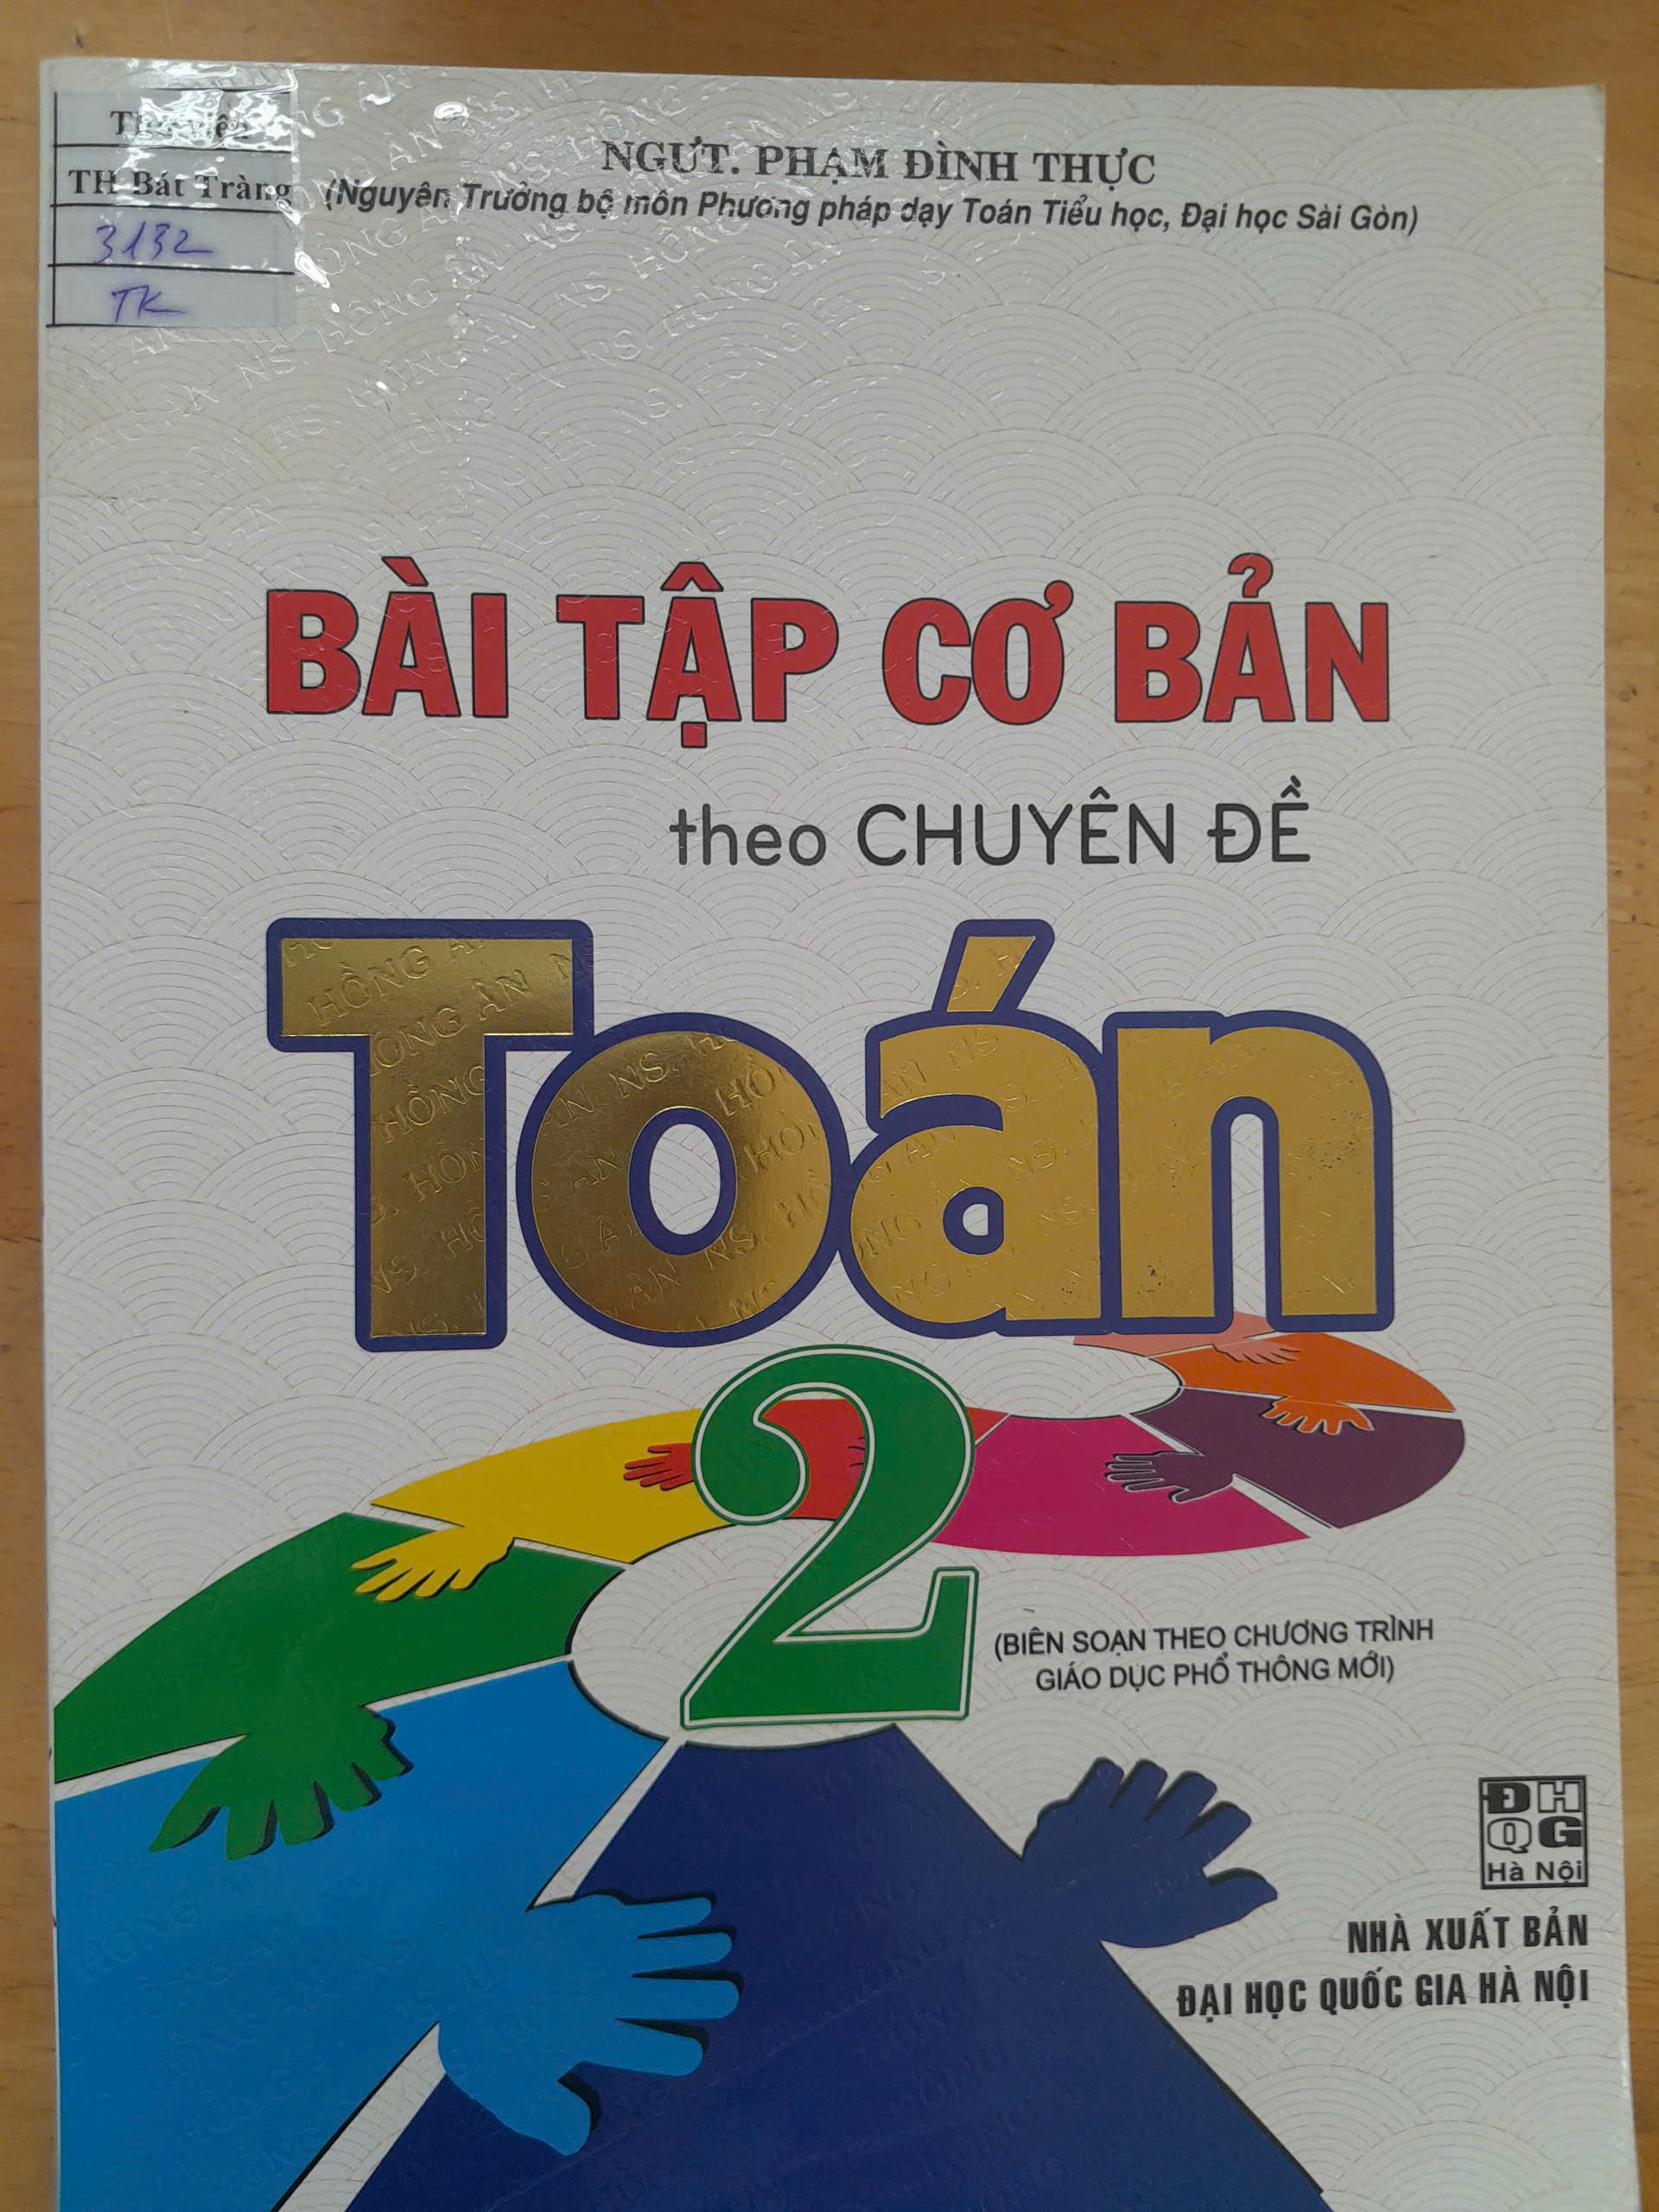 Thư viện
TH Bát Tràng
3132
TK
NGƯT. PHẠM ĐÌNH THỰC
(Nguyên Trưởng bộ môn Phương pháp dạy Toán Tiểu học, Đại học Sài Gòn)
BÀI TẬP CƠ BẢN
theo CHUYÊN ĐỀ
Toán
2
(BIÊN SOẠN THEO CHƯƠNG TRÌNH
GIÁO DỤC PHỔ THÔNG MỚI)
ĐH
QG
Hà Nội
NHÀ XUẤT BẢN
ĐẠI HỌC QUỐC GIA HÀ NỘI